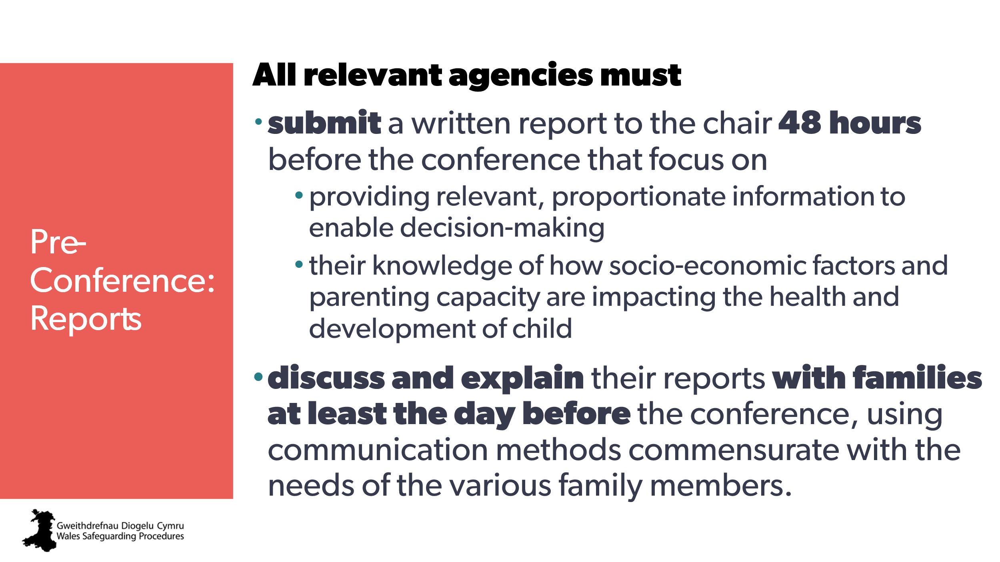 Pre-
Conference:
Reports
All relevant agencies must
• submit a written report to the chair 48 hours
before the conference that focus on
• providing relevant, proportionate information to
enable decision-making
• their knowledge of how socio-economic factors and
parenting capacity are impacting the health and
development of child
• discuss and explain their reports with families
at least the day before the conference, using
communication methods commensurate with the
needs of the various family members.
Gweithdrefnau Diogelu Cymru
Wales Safeguarding Procedures